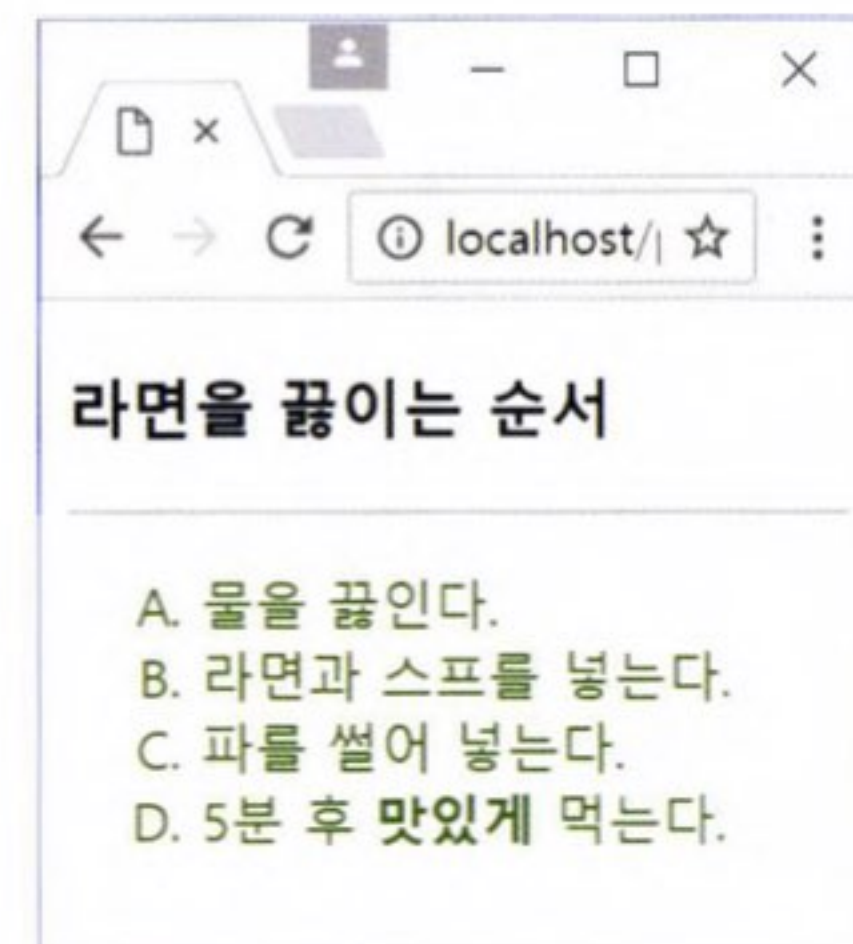 localhost/
라면을 끓이는 순서
A. 물을 끓인다.
B. 라면과 스프를 넣는다.
C. 파를 썰어 넣는다.
D. 5분 후 맛있게 먹는다.